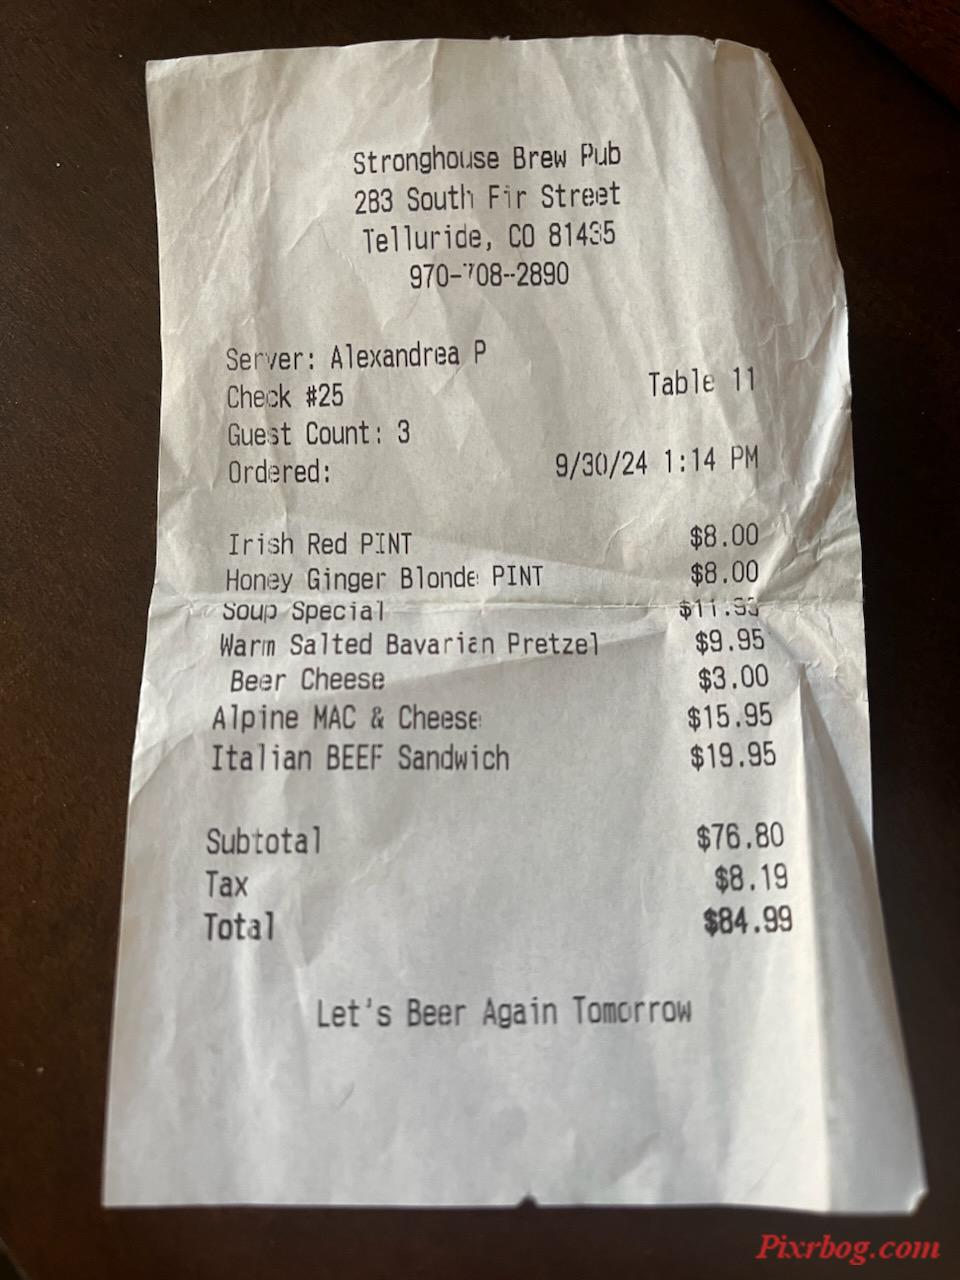 Stronghouse Brew Pub
283 South Fir Street
Telluride, CO 81435
970-708-2890
Server: Alexandrea P
Check #25 Table 11
Guest Count: 3
Ordered: 9/30/24 1:14 PM
Irish Red PINT $8.00
Honey Ginger Blonde PINT $8.00
Soup Special $11.95
Warm Salted Bavarian Pretzel $9.95
Beer Cheese $3.00
Alpine MAC & Cheese $15.95
Italian BEEF Sandwich $19.95
Subtotal $76.80
Tax $8.19
Total $84.99
Let's Beer Again Tomorrow
Pixrbog.com